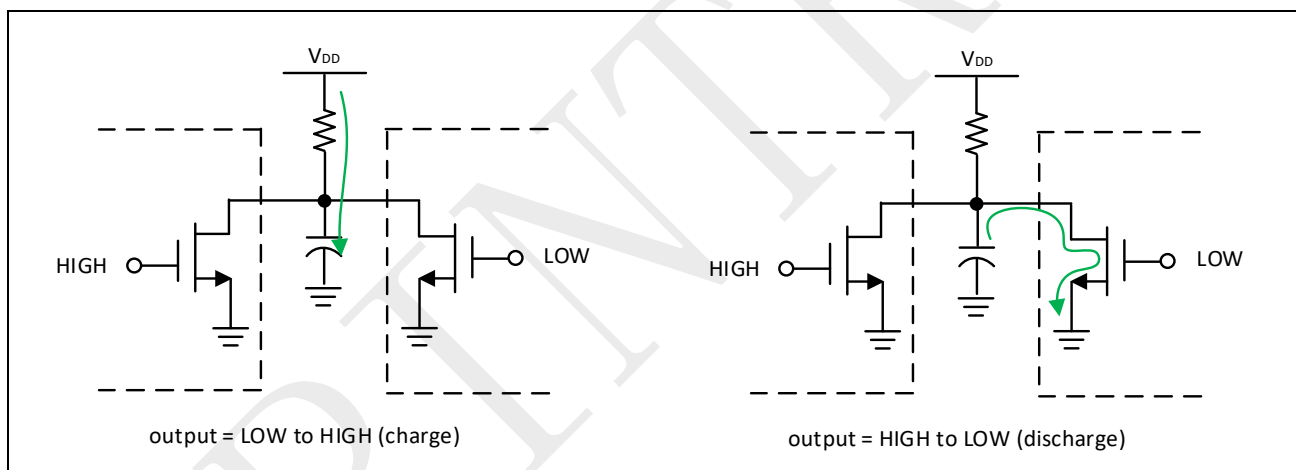 VDD
HIGH
LOW
output = LOW to HIGH (charge)
VDD
HIGH
LOW
output = HIGH to LOW (discharge)